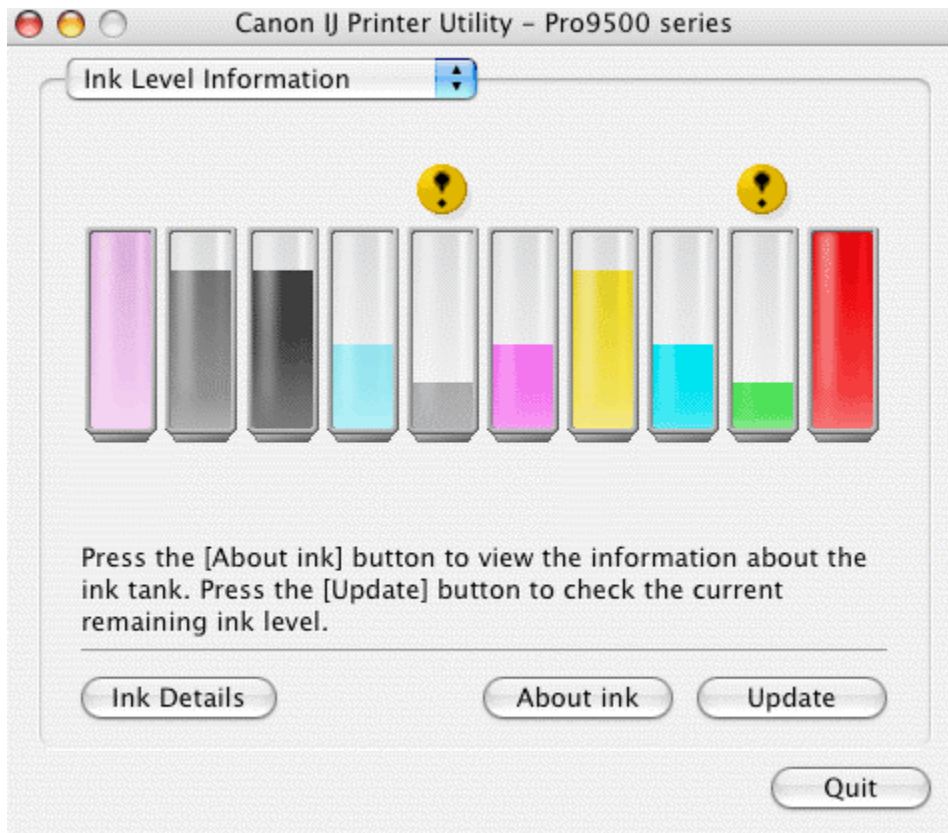 Canon IJ Printer Utility – Pro9500 series
Ink Level Information
Press the [About ink] button to view the information about the
ink tank. Press the [Update] button to check the current
remaining ink level.
Ink Details
About ink
Update
Quit